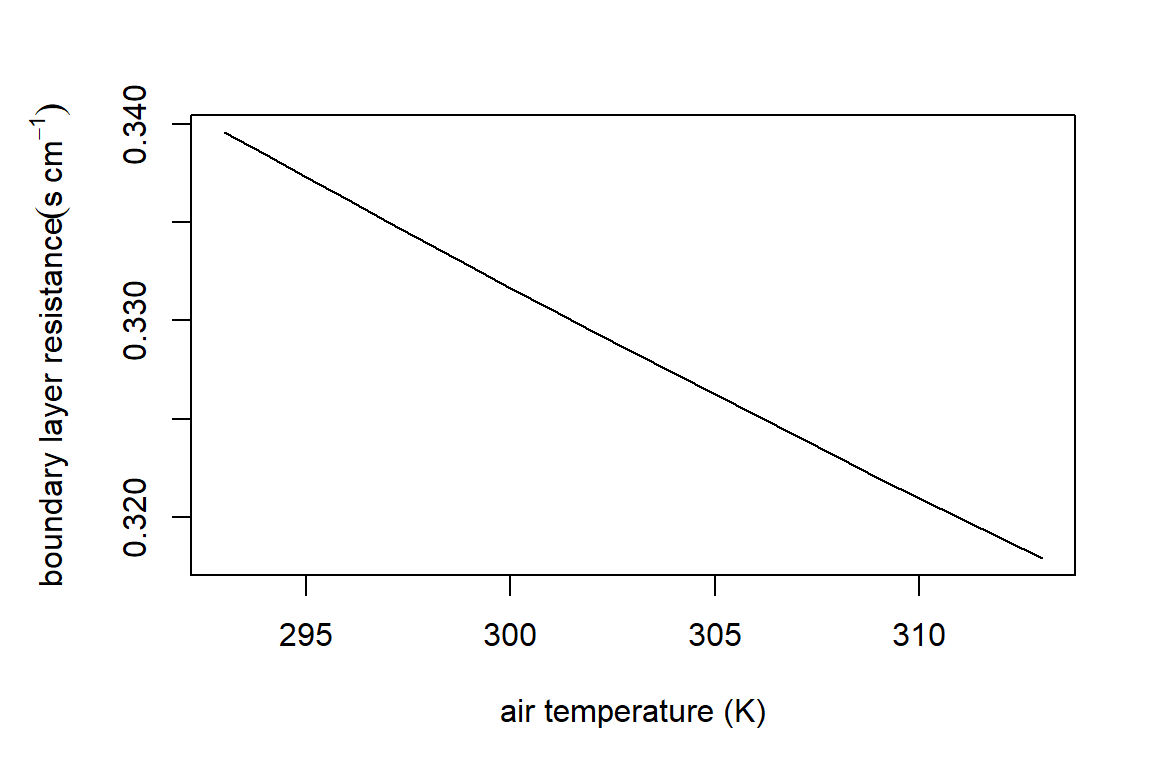 boundary layer resistance(s cm⁻¹)
0.340
0.330
0.320
295 300 305 310
air temperature (K)